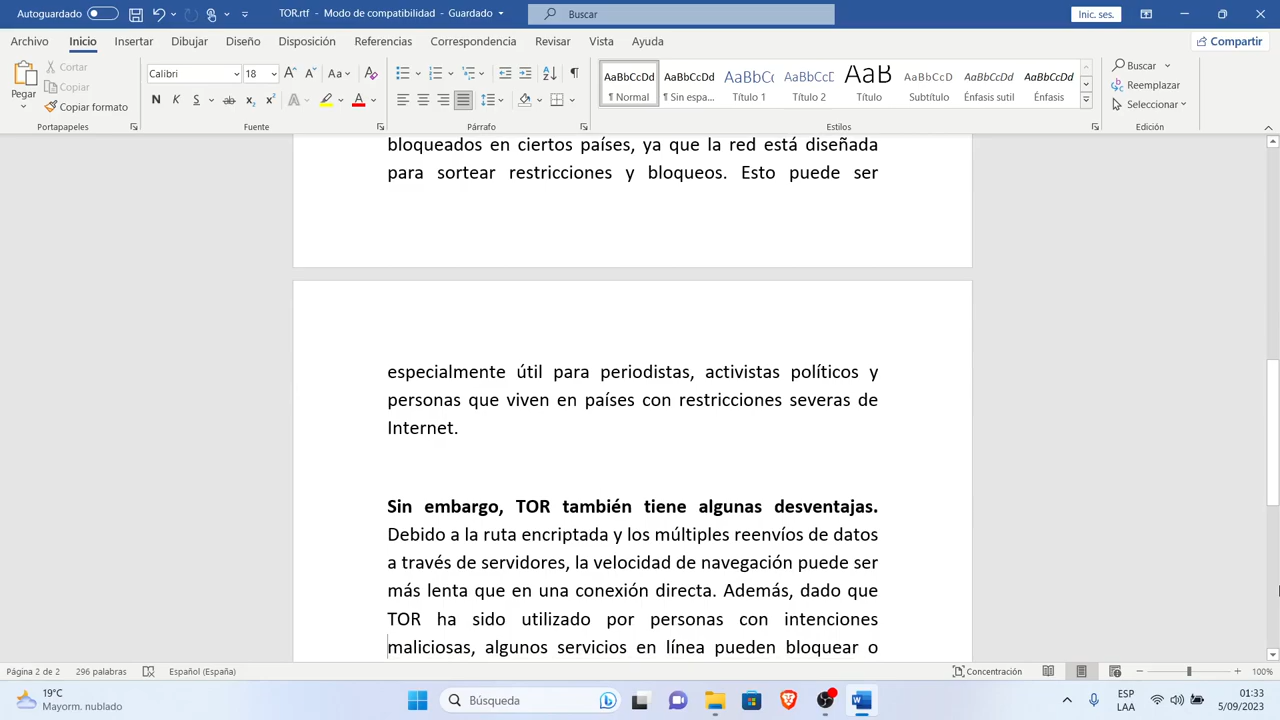 Autoguardado
TOR.rtf - Modo de compatibilidad - Guardado
Buscar
Inic. ses.
Archivo Inicio Insertar Dibujar Diseño Disposición Referencias Correspondencia Revisar Vista Ayuda
Compartir
Pegar
Cortar
Copiar
Copiar formato
Portapapeles
Calibri 18
Fuente
Párrafo
AaBbCcDd AaBbCcDd AaBbCc AaBbCcD AaB AaBbCcD AaBbCcDd AaBbCcDd
¶ Normal ¶ Sin espa... Título 1 Título 2 Título Subtítulo Énfasis sutil Énfasis
Estilos
Buscar
Reemplazar
Seleccionar
Edición
bloqueados en ciertos países, ya que la red está diseñada
para sortear restricciones y bloqueos. Esto puede ser
especialmente útil para periodistas, activistas políticos y
personas que viven en países con restricciones severas de
Internet.
Sin embargo, TOR también tiene algunas desventajas.
Debido a la ruta encriptada y los múltiples reenvíos de datos
a través de servidores, la velocidad de navegación puede ser
más lenta que en una conexión directa. Además, dado que
TOR ha sido utilizado por personas con intenciones
maliciosas, algunos servicios en línea pueden bloquear o
Página 2 de 2 296 palabras Español (España)
Concentración
100%
19°C
Mayorm. nublado
Búsqueda
ESP
LAA
01:33
5/09/2023